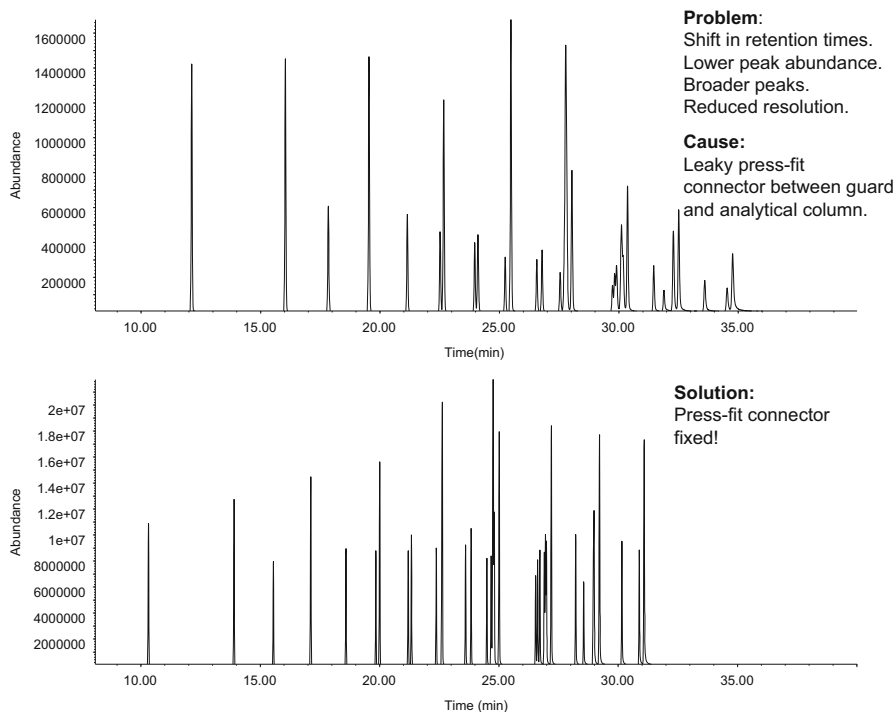 1600000
1400000
1200000
1000000
800000
600000
400000
200000
Abundance
10.00 15.00 20.00 25.00 30.00 35.00
Time(min)
Problem:
Shift in retention times.
Lower peak abundance.
Broader peaks.
Reduced resolution.
Cause:
Leaky press-fit
connector between guard
and analytical column.
2e+07
1.8e+07
1.6e+07
1.4e+07
1.2e+07
1e+07
8000000
6000000
4000000
2000000
Abundance
10.00 15.00 20.00 25.00 30.00 35.00
Time (min)
Solution:
Press-fit connector
fixed!